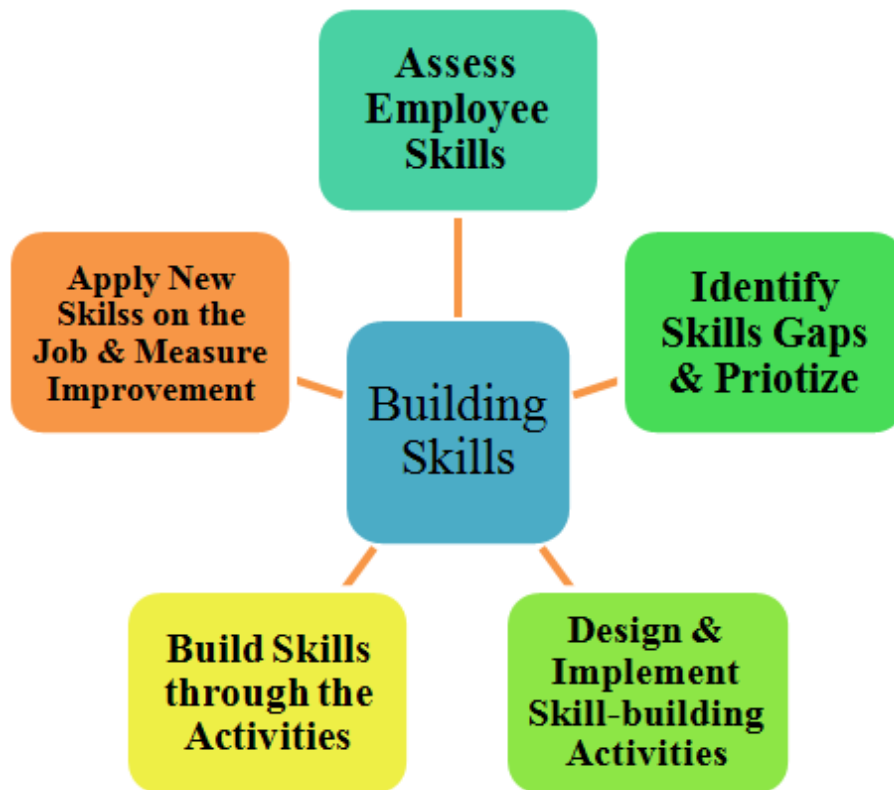 Assess
Employee
Skills
Identify
Skills Gaps
& Priotize
Design &
Implement
Skill-building
Activities
Build Skills
through the
Activities
Apply New
Skilss on the
Job & Measure
Improvement
Building
Skills